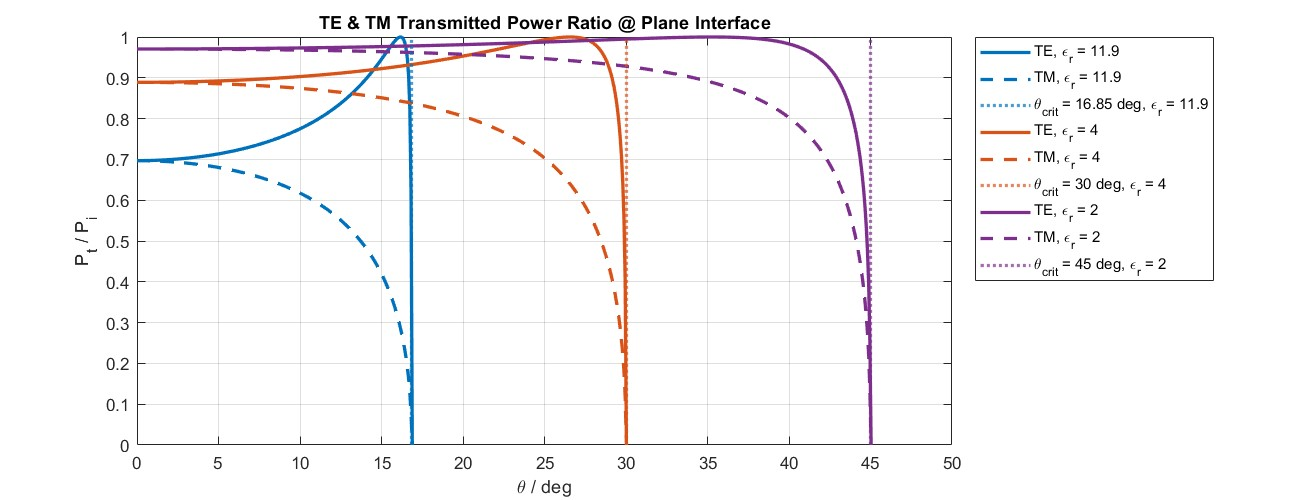 TE & TM Transmitted Power Ratio @ Plane Interface
1
0.9
0.8
0.7
0.6
0.5
0.4
0.3
0.2
0.1
0
P_t / P_i
0 5 10 15 20 25 30 35 40 45 50
θ / deg
TE, ϵ_r = 11.9
TM, ϵ_r = 11.9
θ_crit = 16.85 deg, ϵ_r = 11.9
TE, ϵ_r = 4
TM, ϵ_r = 4
θ_crit = 30 deg, ϵ_r = 4
TE, ϵ_r = 2
TM, ϵ_r = 2
θ_crit = 45 deg, ϵ_r = 2